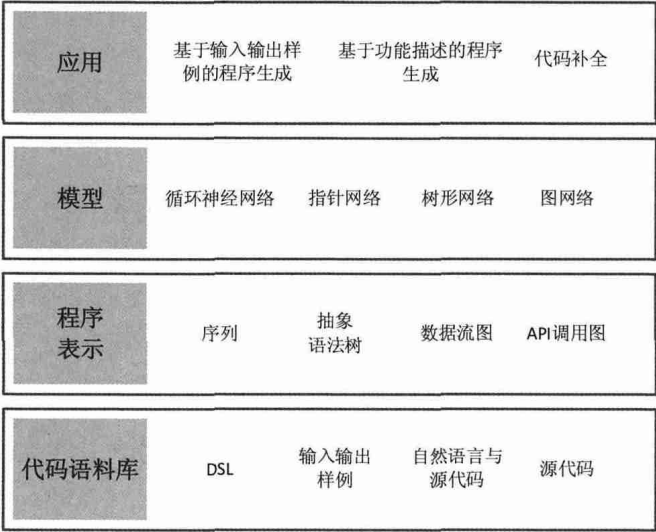 应用
基于输入输出样
例的程序生成
基于功能描述的程序
生成
代码补全
模型
循环神经网络
指针网络
树形网络
图网络
程序
表示
序列
抽象
语法树
数据流图
API调用图
代码语料库
DSL
输入输出
样例
自然语言与
源代码
源代码